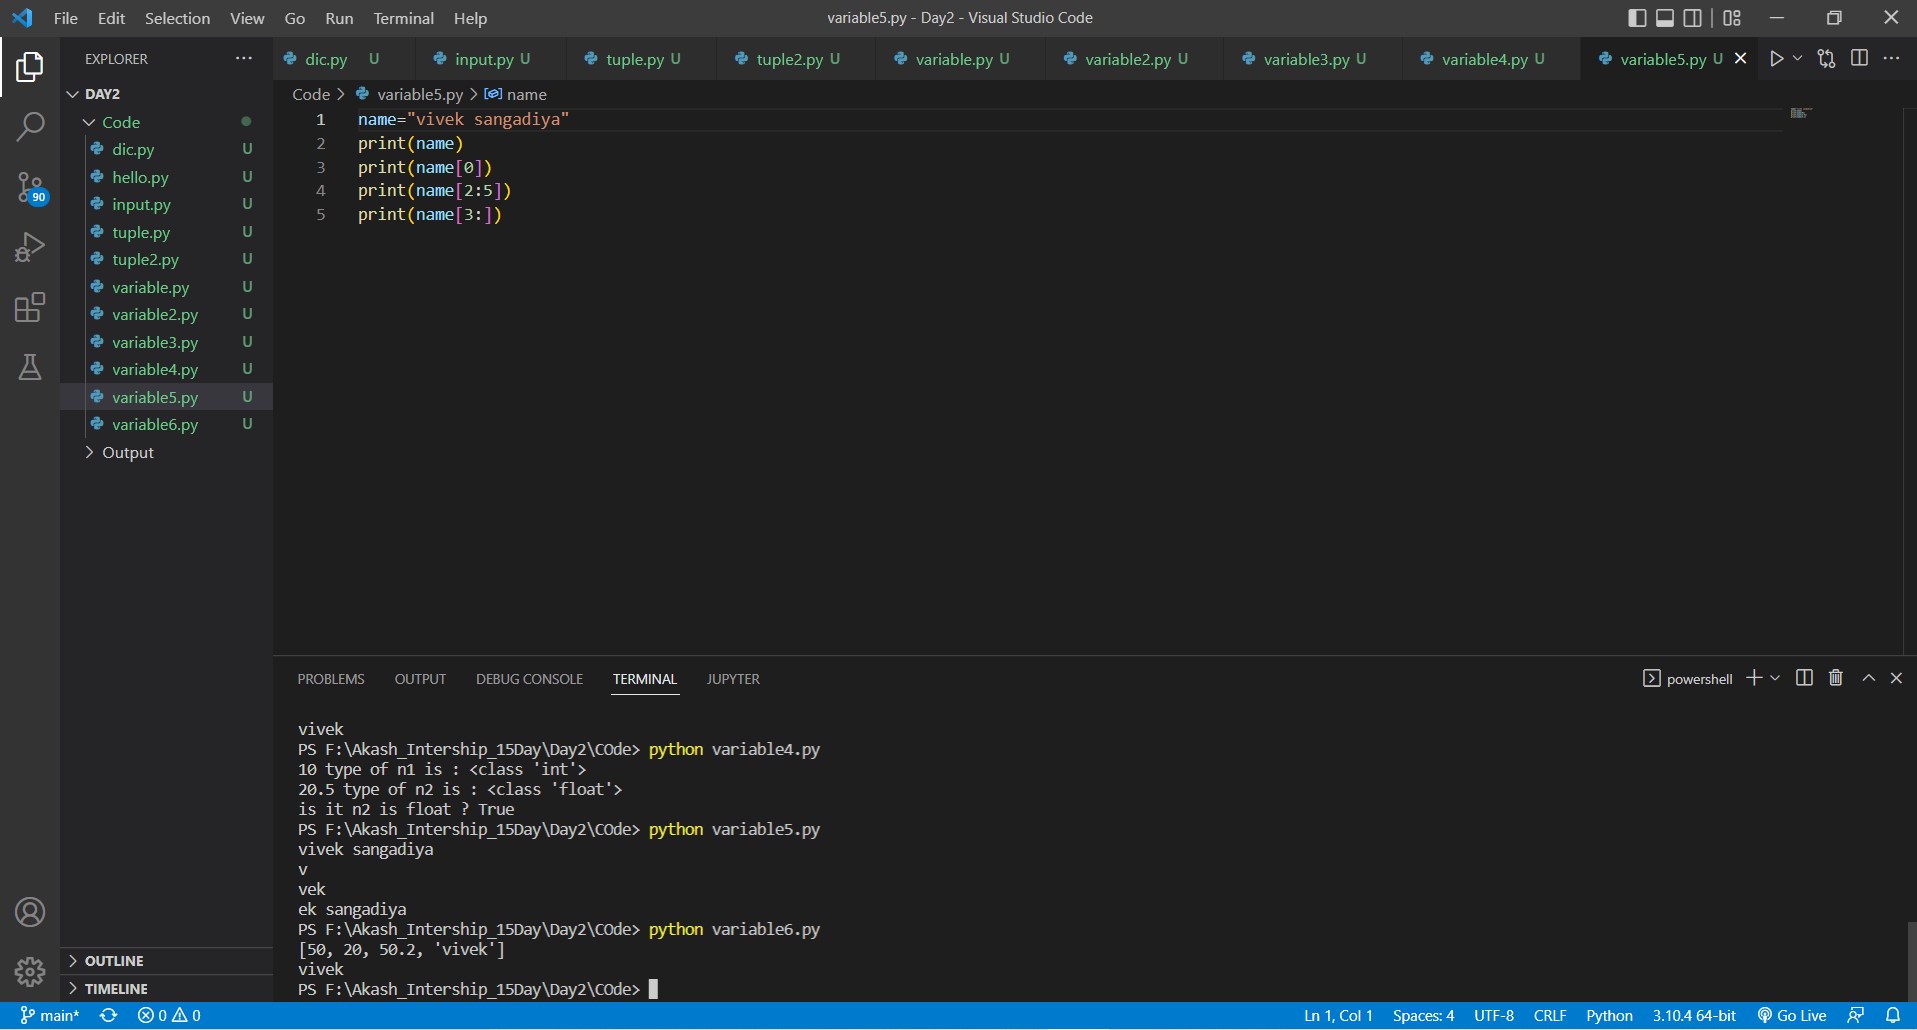 File Edit Selection View Go Run Terminal Help
variable5.py - Day2 - Visual Studio Code
EXPLORER
90
DAY2
Code
dic.py U
hello.py U
input.py U
tuple.py U
tuple2.py U
variable.py U
variable2.py U
variable3.py U
variable4.py U
variable5.py U
variable6.py U
Output
OUTLINE
TIMELINE
dic.py U input.py U tuple.py U tuple2.py U variable.py U variable2.py U variable3.py U variable4.py U variable5.py U
Code > variable5.py > name
1 name="vivek sangadiya"
2 print(name)
3 print(name[0])
4 print(name[2:5])
5 print(name[3:])
PROBLEMS OUTPUT DEBUG CONSOLE TERMINAL JUPYTER
powershell
vivek
PS F:\Akash_Intership_15Day\Day2\COde> python variable4.py
10 type of n1 is : <class 'int'>
20.5 type of n2 is : <class 'float'>
is it n2 is float ? True
PS F:\Akash_Intership_15Day\Day2\COde> python variable5.py
vivek sangadiya
v
vek
ek sangadiya
PS F:\Akash_Intership_15Day\Day2\COde> python variable6.py
[50, 20, 50.2, 'vivek']
vivek
PS F:\Akash_Intership_15Day\Day2\COde>
main* 0 0 Ln 1, Col 1 Spaces: 4 UTF-8 CRLF Python 3.10.4 64-bit Go Live